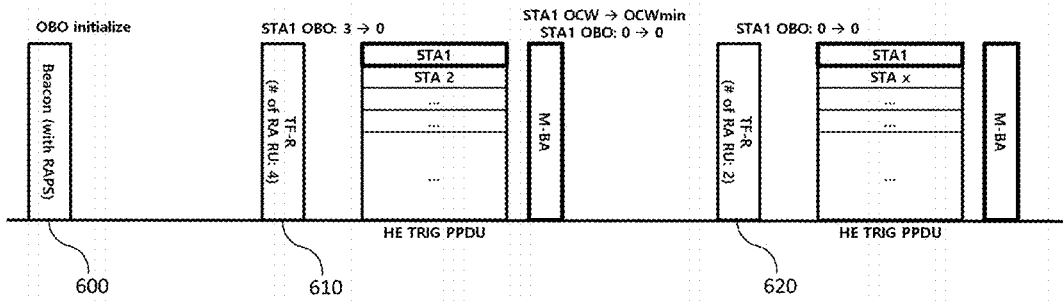 OBO initialize
Beacon (with RAPS)
600
STA1 OBO: 3 → 0
TF-R
(# of RA RU: 4)
610
STA1
STA 2
...
...
...
HE TRIG PPDU
STA1 OCW → OCWmin
STA1 OBO: 0 → 0
M-BA
STA1 OBO: 0 → 0
TF-R
(# of RA RU: 2)
620
STA1
STA x
...
...
...
HE TRIG PPDU
M-BA